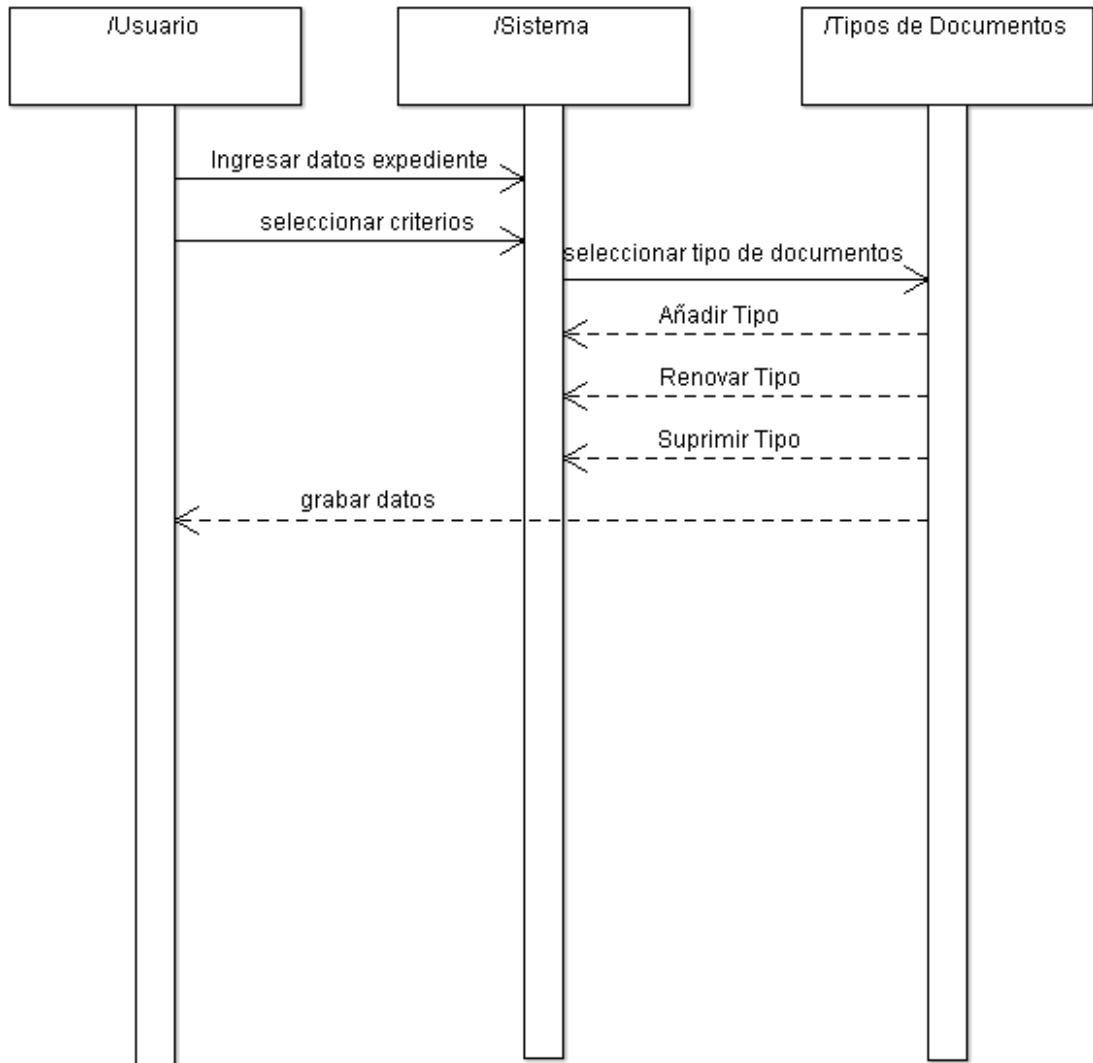 /Usuario
/Sistema
/Tipos de Documentos
Ingresar datos expediente
seleccionar criterios
seleccionar tipo de documentos
Añadir Tipo
Renovar Tipo
Suprimir Tipo
grabar datos